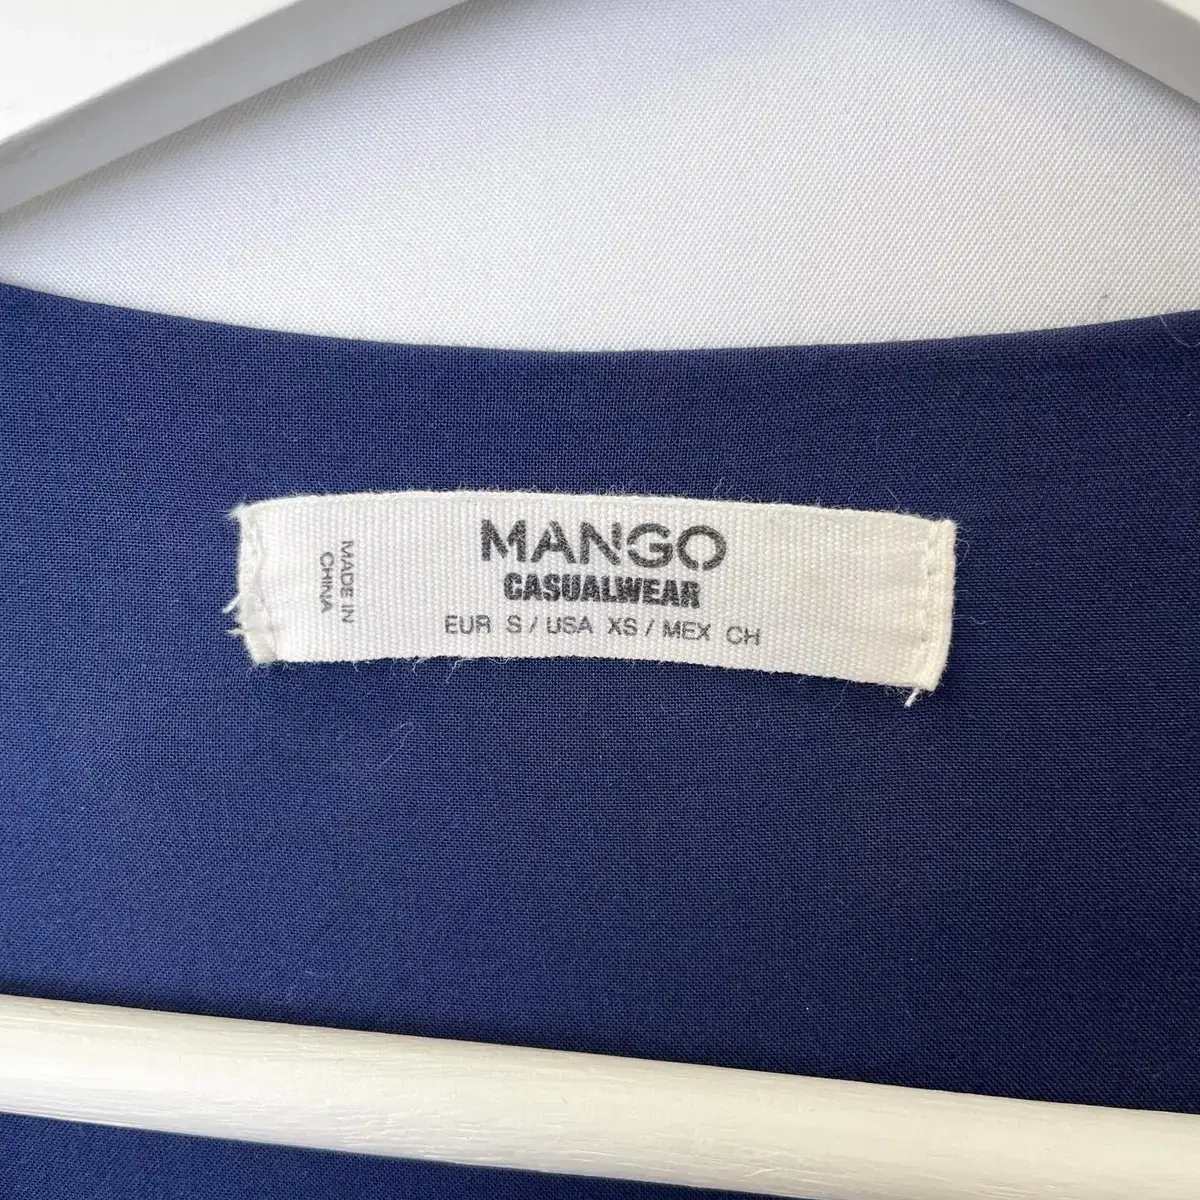 MANGO
CASUALWEAR
EUR S / USA XS / MEX CH
MADE IN
CHINA